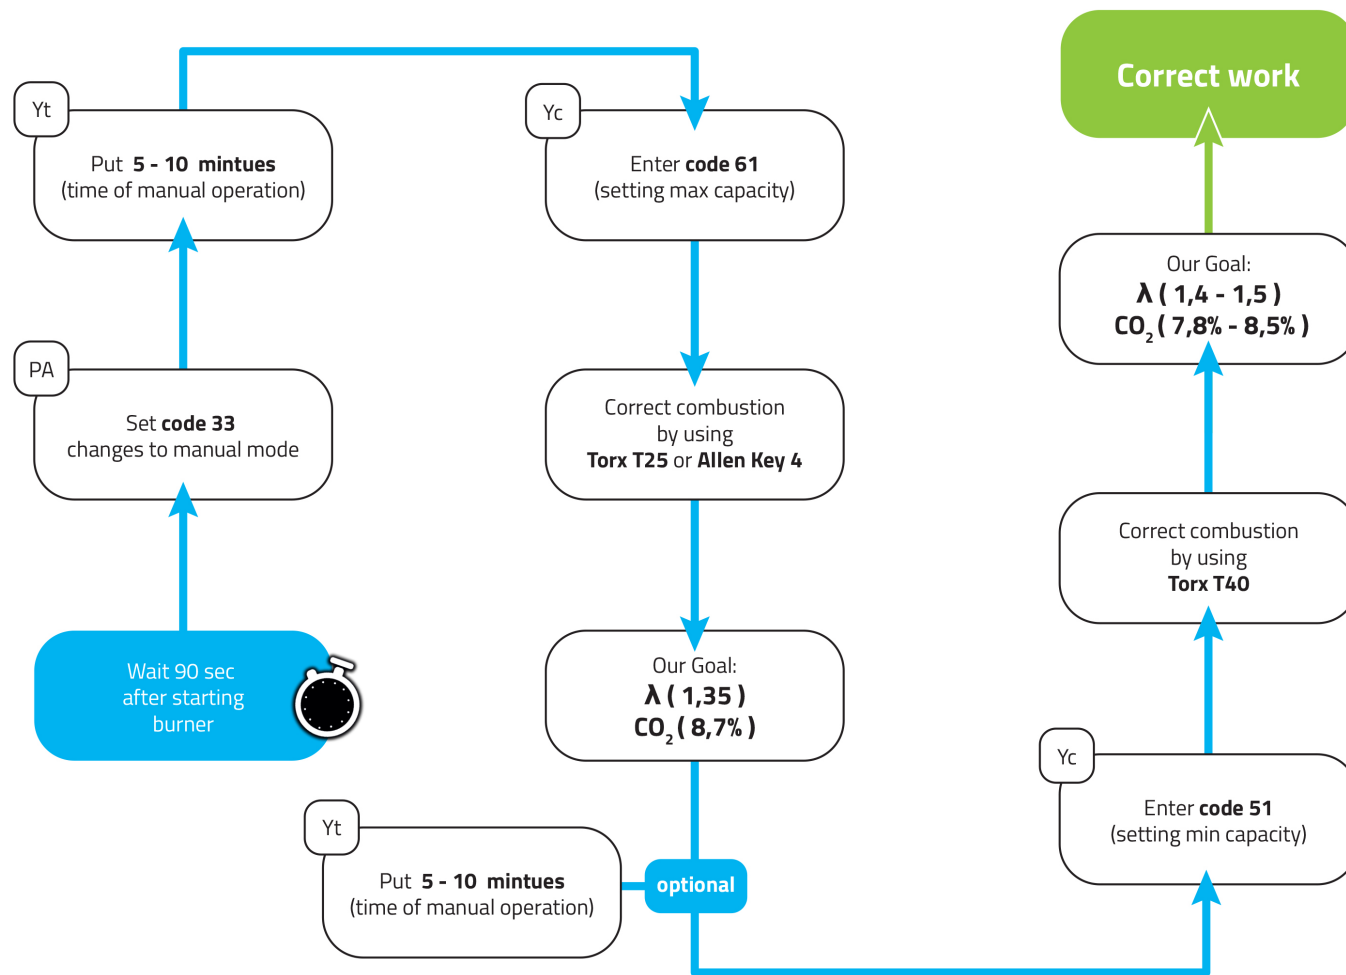 Wait 90 sec
after starting
burner
PA
Set code 33
changes to manual mode
Yt
Put 5 - 10 mintues
(time of manual operation)
Yc
Enter code 61
(setting max capacity)
Correct combustion
by using
Torx T25 or Allen Key 4
Our Goal:
λ ( 1,35 )
CO₂ ( 8,7% )
optional
Yt
Put 5 - 10 mintues
(time of manual operation)
Yc
Enter code 51
(setting min capacity)
Correct combustion
by using
Torx T40
Our Goal:
λ ( 1,4 - 1,5 )
CO₂ ( 7,8% - 8,5% )
Correct work